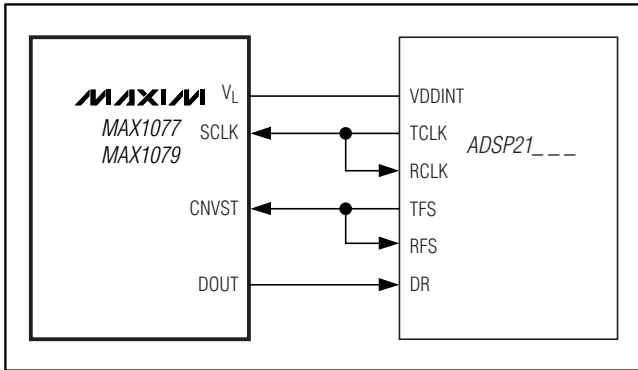 MAXIM VL VDDINT
MAX1077 SCLK TCLK ADSP21_ _ _
MAX1079 RCLK
CNVST TFS
RFS
DOUT DR